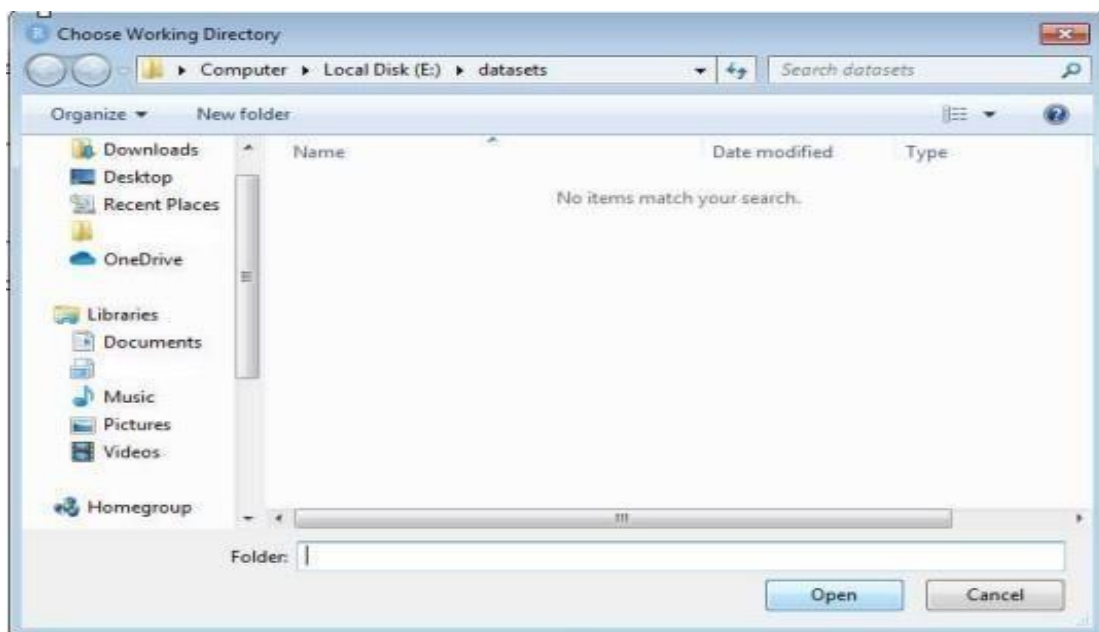 Choose Working Directory
Computer Local Disk (E:) datasets Search datasets
Organize New folder
Name Date modified Type
No items match your search.
Downloads
Desktop
Recent Places
OneDrive
Libraries
Documents
Music
Pictures
Videos
Homegroup
Folder:
Open Cancel